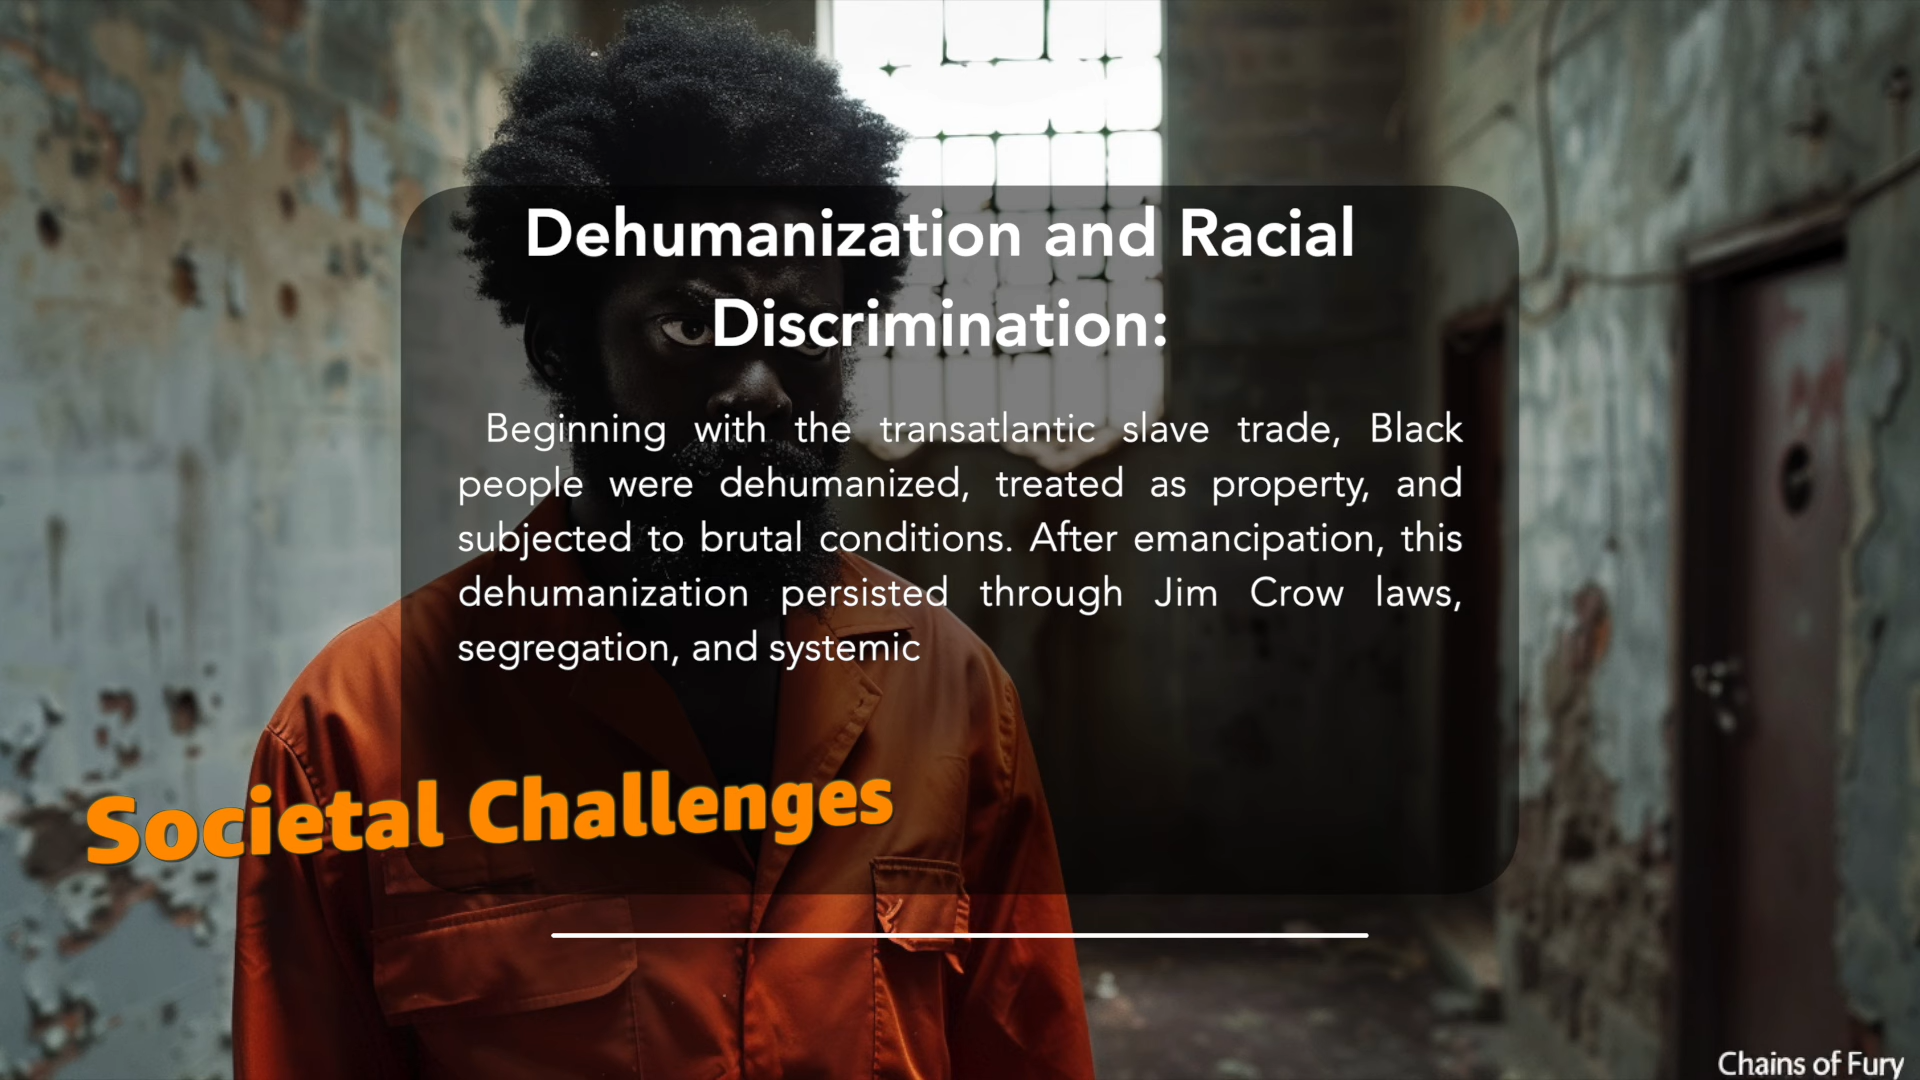 Dehumanization and Racial
Discrimination:
Beginning with the transatlantic slave trade, Black
people were dehumanized, treated as property, and
subjected to brutal conditions. After emancipation, this
dehumanization persisted through Jim Crow laws,
segregation, and systemic
Societal Challenges
Chains of Fury